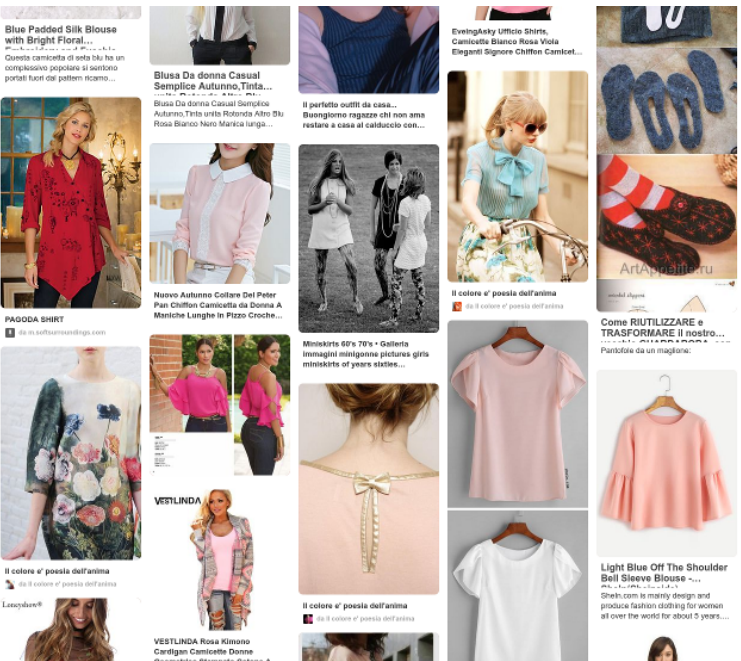 Blue Padded Silk Blouse
with Bright Floral...
Questa camicetta di seta blu ha un
complessivo popolare si sentono
portati fuori dal pattern ricamo...
PAGODA SHIRT
da m.softsurroundings.com
Il colore e' poesia dell'anima
da Il colore e' poesia dell'anima
Loneyshow®
Blusa Da donna Casual
Semplice Autunno,Tinta...
Blusa Da donna Casual Semplice
Autunno,Tinta unita Rotonda Altro Blu
Rosa Bianco Nero Manica lunga...
Nuovo Autunno Collare Del Peter
Pan Chiffon Camicetta da Donna A
Maniche Lunghe In Pizzo Croche...
VESTLINDA
VESTLINDA Rosa Kimono
Cardigan Camicette Donne
Il perfetto outfit da casa...
Buongiorno ragazze chi non ama
restare a casa al calduccio con...
Miniskirts 60's 70's • Galleria
immagini minigonne pictures girls
miniskirts of years sixties...
Il colore e' poesia dell'anima
da Il colore e' poesia dell'anima
EveingAsky Ufficio Shirts,
Camicette Bianco Rosa Viola
Eleganti Signore Chiffon Camicet...
Il colore e' poesia dell'anima
da Il colore e' poesia dell'anima
ArtAppetite.ru
slippers
Come RIUTILIZZARE e
TRASFORMARE il nostro...
Pantofole da un maglione:
Light Blue Off The Shoulder
Bell Sleeve Blouse -...
SheIn.com is mainly design and
produce fashion clothing for women
all over the world for about 5 years....